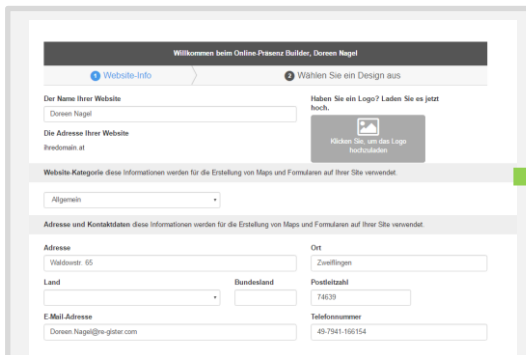 Willkommen beim Online-Präsenz Builder, Doreen Nagel
1 Website-Info
2 Wählen Sie ein Design aus
Der Name Ihrer Website
Doreen Nagel
Die Adresse Ihrer Website
ihredomain.at
Haben Sie ein Logo? Laden Sie es jetzt
hoch.
Klicken Sie, um das Logo
hochzuladen
Website-Kategorie diese Informationen werden für die Erstellung von Maps und Formularen auf Ihrer Site verwendet.
Allgemein
Adresse und Kontaktdaten diese Informationen werden für die Erstellung von Maps und Formularen auf Ihrer Site verwendet.
Adresse
Waldowstr. 65
Ort
Zweiflingen
Land
Bundesland
Postleitzahl
74639
E-Mail-Adresse
Doreen.Nagel@re-gister.com
Telefonnummer
49-7941-166154